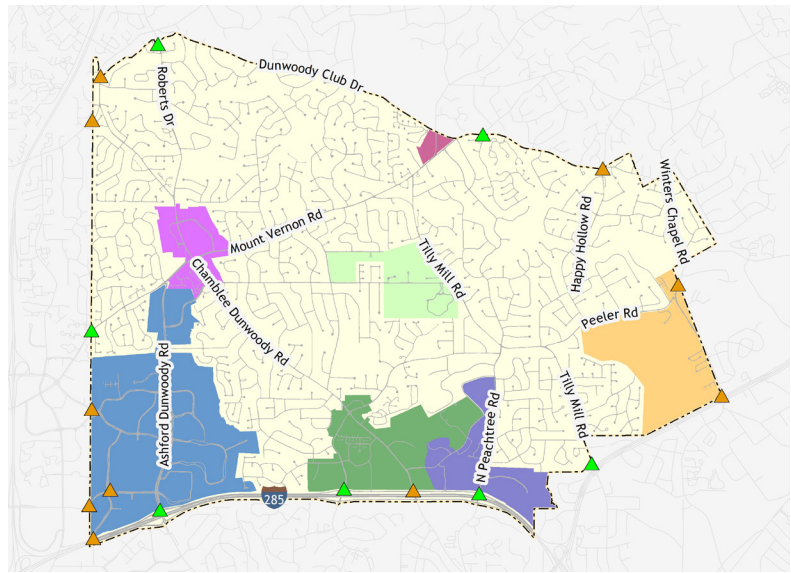 Dunwoody Club Dr
Roberts Dr
Winters Chapel Rd
Mount Vernon Rd
Happy Hollow Rd
Tilly Mill Rd
Chamblee Dunwoody Rd
Peeler Rd
Ashford Dunwoody Rd
Tilly Mill Rd
N Peachtree Rd
285